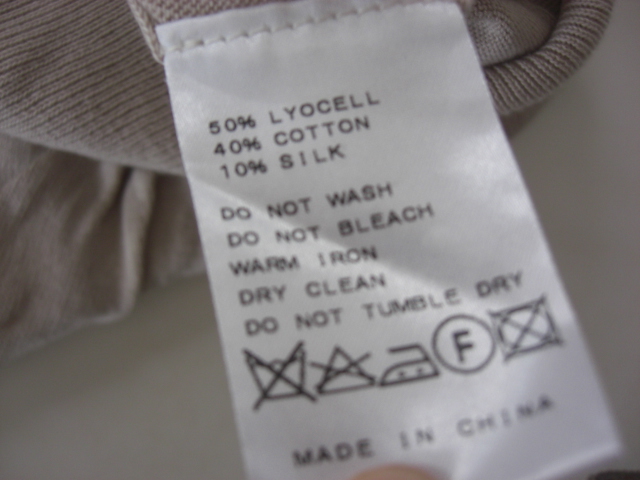 50% LYOCELL
40% COTTON
10% SILK
DO NOT WASH
DO NOT BLEACH
WARM IRON
DRY CLEAN
DO NOT TUMBLE DRY
F
MADE IN CHINA